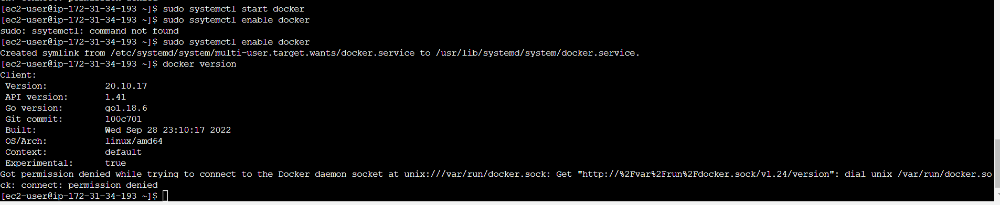 [ec2-user@ip-172-31-34-193 ~]$ sudo systemctl start docker
[ec2-user@ip-172-31-34-193 ~]$ sudo ssytemctl enable docker
sudo: ssytemctl: command not found
[ec2-user@ip-172-31-34-193 ~]$ sudo systemctl enable docker
Created symlink from /etc/systemd/system/multi-user.target.wants/docker.service to /usr/lib/systemd/system/docker.service.
[ec2-user@ip-172-31-34-193 ~]$ docker version
Client:
 Version:           20.10.17
 API version:       1.41
 Go version:        go1.18.6
 Git commit:        100c701
 Built:             Wed Sep 28 23:10:17 2022
 OS/Arch:           linux/amd64
 Context:           default
 Experimental:      true
Got permission denied while trying to connect to the Docker daemon socket at unix:///var/run/docker.sock: Get "http://%2Fvar%2Frun%2Fdocker.sock/v1.24/version": dial unix /var/run/docker.so
ck: connect: permission denied
[ec2-user@ip-172-31-34-193 ~]$